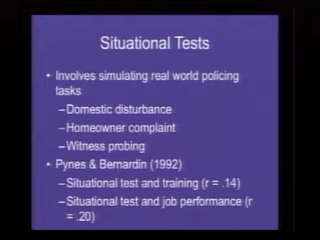 Situational Tests
• Involves simulating real world policing
tasks
–Domestic disturbance
–Homeowner complaint
–Witness probing
• Pynes & Bernardin (1992)
–Situational test and training (r = .14)
–Situational test and job performance (r
= .20)